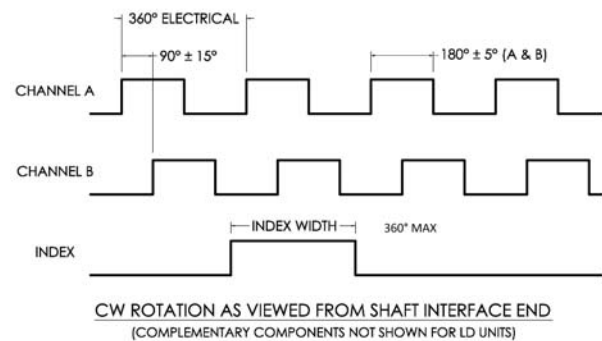 360° ELECTRICAL
90° ± 15°
180° ± 5° (A & B)
CHANNEL A
CHANNEL B
INDEX WIDTH
360° MAX
INDEX
CW ROTATION AS VIEWED FROM SHAFT INTERFACE END
(COMPLEMENTARY COMPONENTS NOT SHOWN FOR LD UNITS)